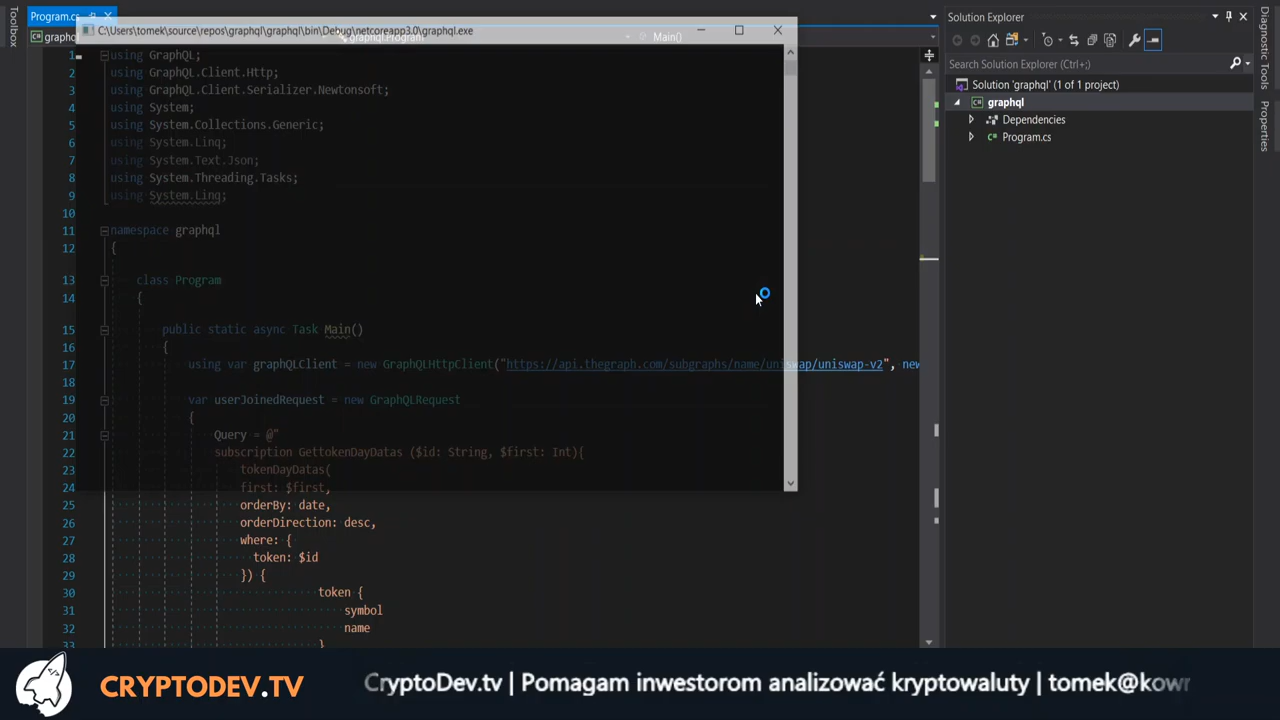 Program.cs
C:\Users\tomek\source\repos\graphql\graphql\bin\Debug\netcoreapp3.0\graphql.exe
graphql.Program
Main()
Toolbox
Solution Explorer
Search Solution Explorer (Ctrl+;)
Solution 'graphql' (1 of 1 project)
graphql
Dependencies
Program.cs
Diagnostic Tools
Properties
1 using GraphQL;
2 using GraphQL.Client.Http;
3 using GraphQL.Client.Serializer.Newtonsoft;
4 using System;
5 using System.Collections.Generic;
6 using System.Linq;
7 using System.Text.Json;
8 using System.Threading.Tasks;
9 using System.Linq;
10
11 namespace graphql
12 {
13 class Program
14 {
15 public static async Task Main()
16 {
17 using var graphQLClient = new GraphQLHttpClient("https://api.thegraph.com/subgraphs/name/uniswap/uniswap-v2", new
18
19 var userJoinedRequest = new GraphQLRequest
20 {
21 Query = @"
22 subscription GettokenDayDatas ($id: String, $first: Int){
23 tokenDayDatas(
24 first: $first,
25 orderBy: date,
26 orderDirection: desc,
27 where: {
28 token: $id
29 }) {
30 token {
31 symbol
32 name
33 }
CRYPTODEV.TV
CryptoDev.tv | Pomagam inwestorom analizować kryptowaluty | tomek@kowr